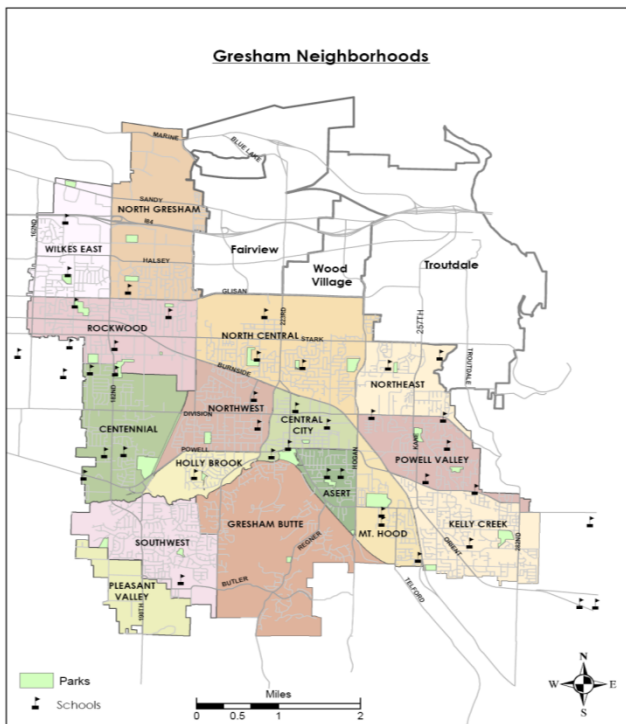 Gresham Neighborhoods
MARINE
BLUE LAKE
SANDY
NORTH GRESHAM
I84
162ND
WILKES EAST
Fairview
HALSEY
Wood
Village
Troutdale
GLISAN
ROCKWOOD
223RD
257TH
NORTH CENTRAL
STARK
TROUTDALE
BURNSIDE
NORTHEAST
182ND
NORTHWEST
DIVISION
CENTRAL
CITY
CENTENNIAL
KANE
POWELL
POWELL VALLEY
HOGAN
HOLLY BROOK
ASERT
GRESHAM BUTTE
KELLY CREEK
MT. HOOD
SOUTHWEST
REGNER
ORIENT
282ND
BUTLER
PLEASANT
VALLEY
TELFORD
190TH
Parks
Schools
Miles
0 0.5 1 2
N
W E
S